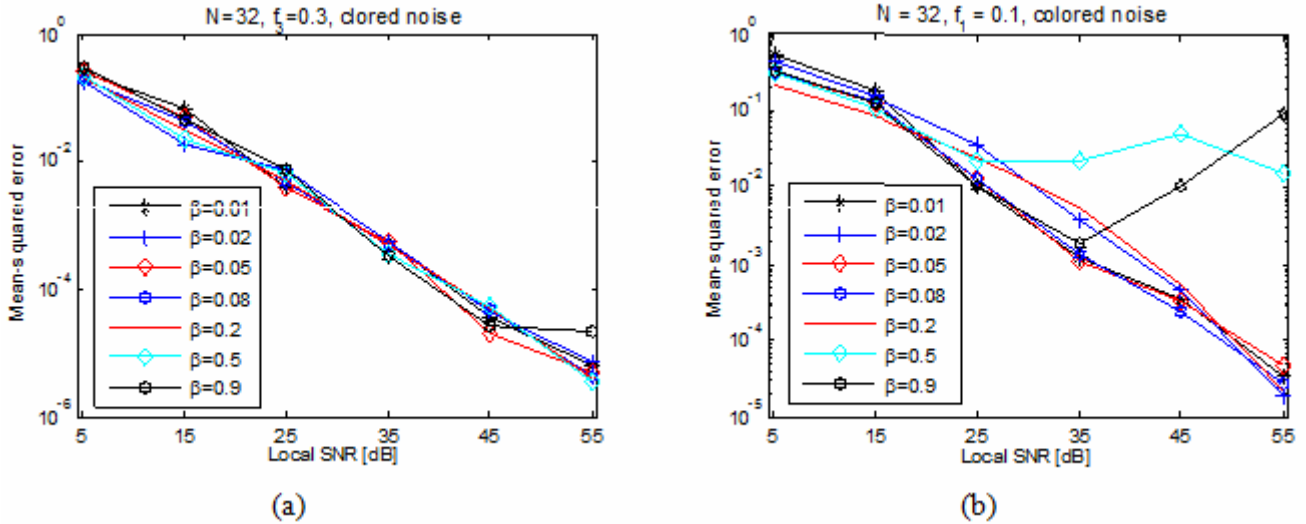 N=32, f3=0.3, clored noise
Mean-squared error
10^0
10^-2
10^-4
10^-6
β=0.01
β=0.02
β=0.05
β=0.08
β=0.2
β=0.5
β=0.9
5 15 25 35 45 55
Local SNR [dB]
(a)
N = 32, f1 = 0.1, colored noise
Mean-squared error
10^0
10^-1
10^-2
10^-3
10^-4
10^-5
β=0.01
β=0.02
β=0.05
β=0.08
β=0.2
β=0.5
β=0.9
5 15 25 35 45 55
Local SNR [dB]
(b)